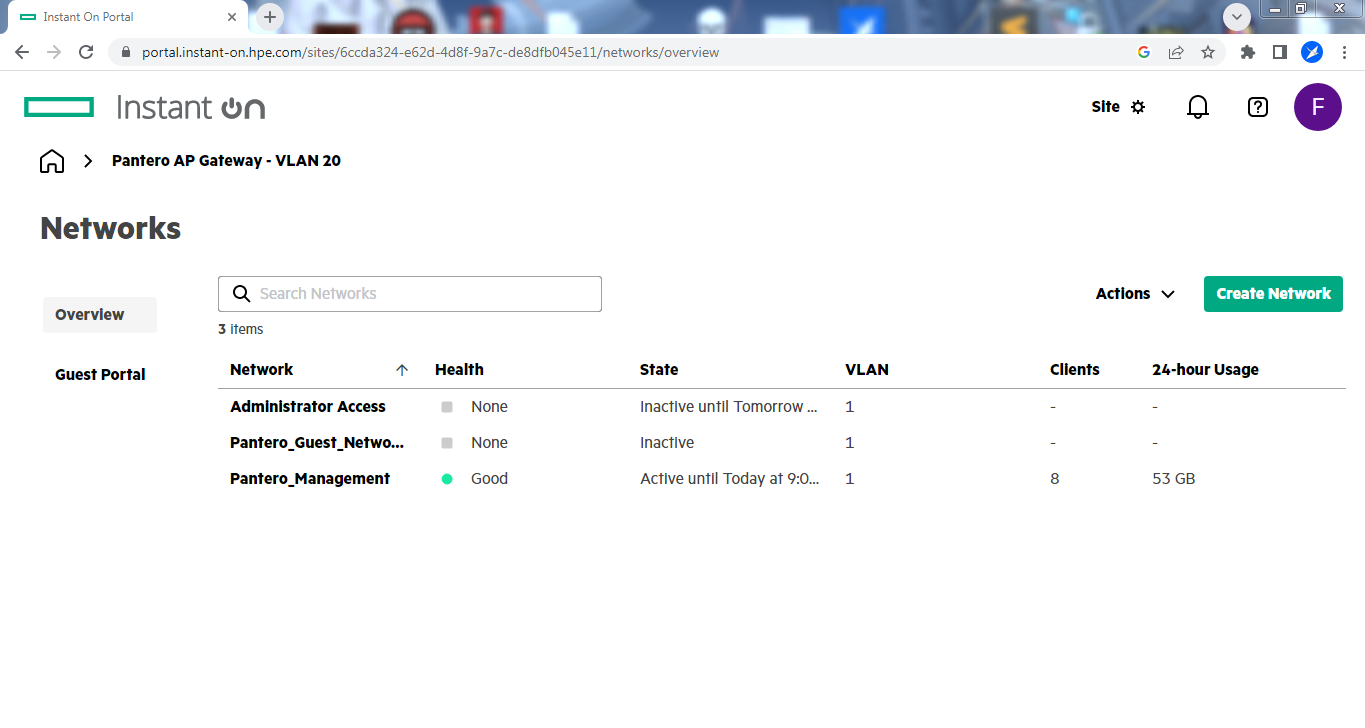 Instant On Portal
portal.instant-on.hpe.com/sites/6ccda324-e62d-4d8f-9a7c-de8dfb045e11/networks/overview
Instant On
Site
F
Pantero AP Gateway - VLAN 20
Networks
Search Networks
Actions
Create Network
Overview
3 items
Guest Portal
Network Health State VLAN Clients 24-hour Usage
Administrator Access None Inactive until Tomorrow ... 1 - -
Pantero_Guest_Netwo... None Inactive 1 - -
Pantero_Management Good Active until Today at 9:0... 1 8 53 GB